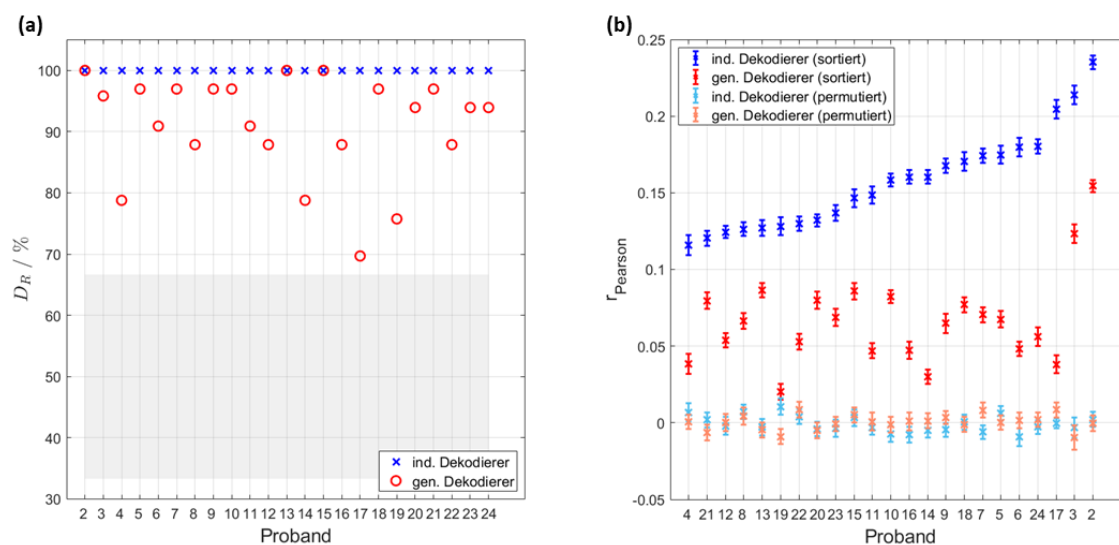 (a)
100
90
80
70
60
50
40
30
D_R / %
2 3 4 5 6 7 8 9 10 11 12 13 14 15 16 17 18 19 20 21 22 23 24
Proband
ind. Dekodierer
gen. Dekodierer
(b)
0.25
0.2
0.15
0.1
0.05
0
-0.05
r_Pearson
4 21 12 8 13 19 22 20 23 15 11 10 16 14 9 18 7 5 6 24 17 3 2
Proband
ind. Dekodierer (sortiert)
gen. Dekodierer (sortiert)
ind. Dekodierer (permutiert)
gen. Dekodierer (permutiert)